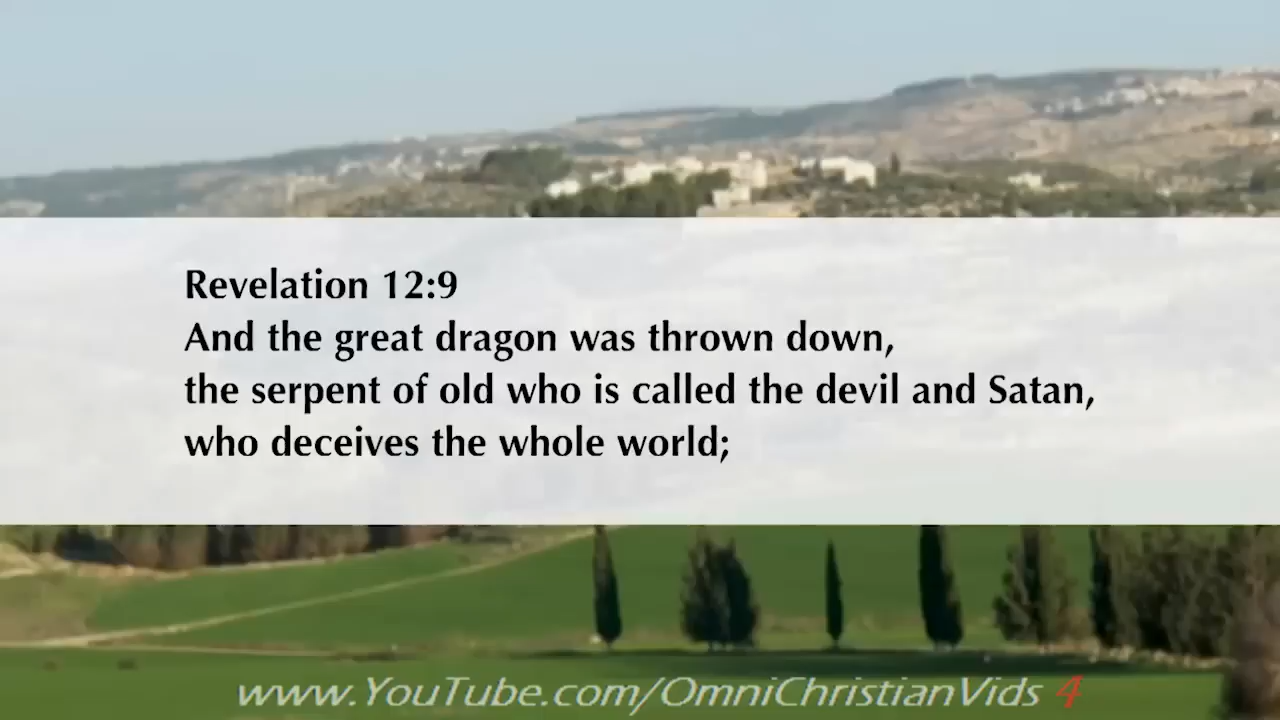 Revelation 12:9
And the great dragon was thrown down,
the serpent of old who is called the devil and Satan,
who deceives the whole world;
www.YouTube.com/OmniChristianVids 4